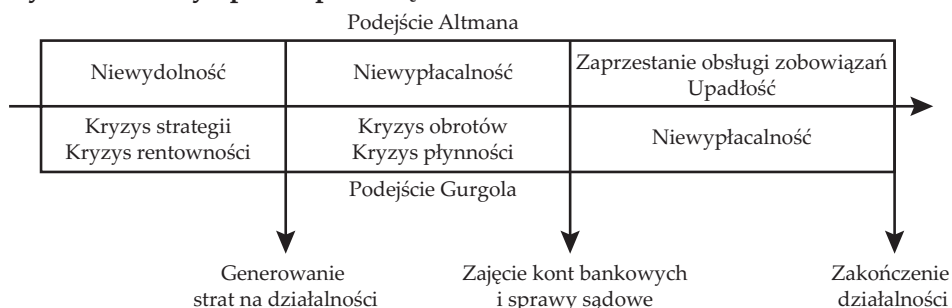 Podejście Altmana
Niewydolność
Niewypłacalność
Zaprzestanie obsługi zobowiązań
Upadłość
Kryzys strategii
Kryzys rentowności
Kryzys obrotów
Kryzys płynności
Niewypłacalność
Podejście Gurgola
Generowanie
strat na działalności
Zajęcie kont bankowych
i sprawy sądowe
Zakończenie
działalności